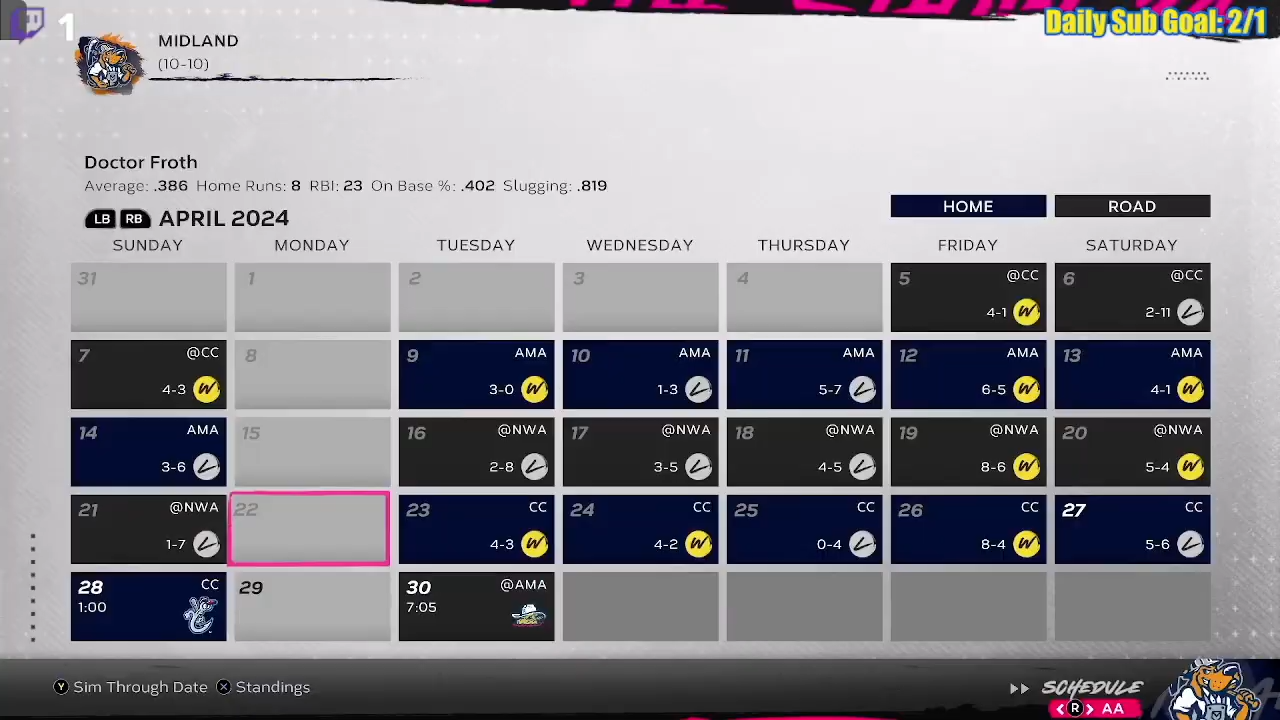 1
Daily Sub Goal: 2/1
MIDLAND
(10-10)
Doctor Froth
Average: .386 Home Runs: 8 RBI: 23 On Base %: .402 Slugging: .819
LB RB APRIL 2024
HOME ROAD
SUNDAY MONDAY TUESDAY WEDNESDAY THURSDAY FRIDAY SATURDAY
31 1 2 3 4 5 @CC 6 @CC
4-1 W 2-11 L
7 @CC 8 9 AMA 10 AMA 11 AMA 12 AMA 13 AMA
4-3 W 3-0 W 1-3 L 5-7 L 6-5 W 4-1 W
14 AMA 15 16 @NWA 17 @NWA 18 @NWA 19 @NWA 20 @NWA
3-6 L 2-8 L 3-5 L 4-5 L 8-6 W 5-4 W
21 @NWA 22 23 CC 24 CC 25 CC 26 CC 27 CC
1-7 L 4-3 W 4-2 W 0-4 L 8-4 W 5-6 L
28 CC 29 30 @AMA
1:00 7:05
Y Sim Through Date X Standings
SCHEDULE
R AA